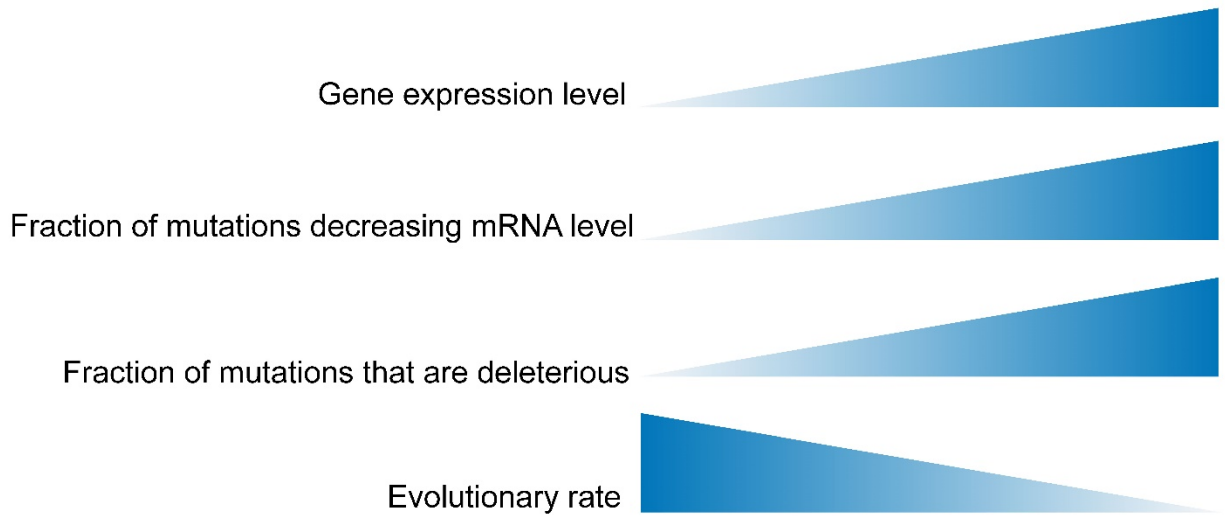 Gene expression level
Fraction of mutations decreasing mRNA level
Fraction of mutations that are deleterious
Evolutionary rate